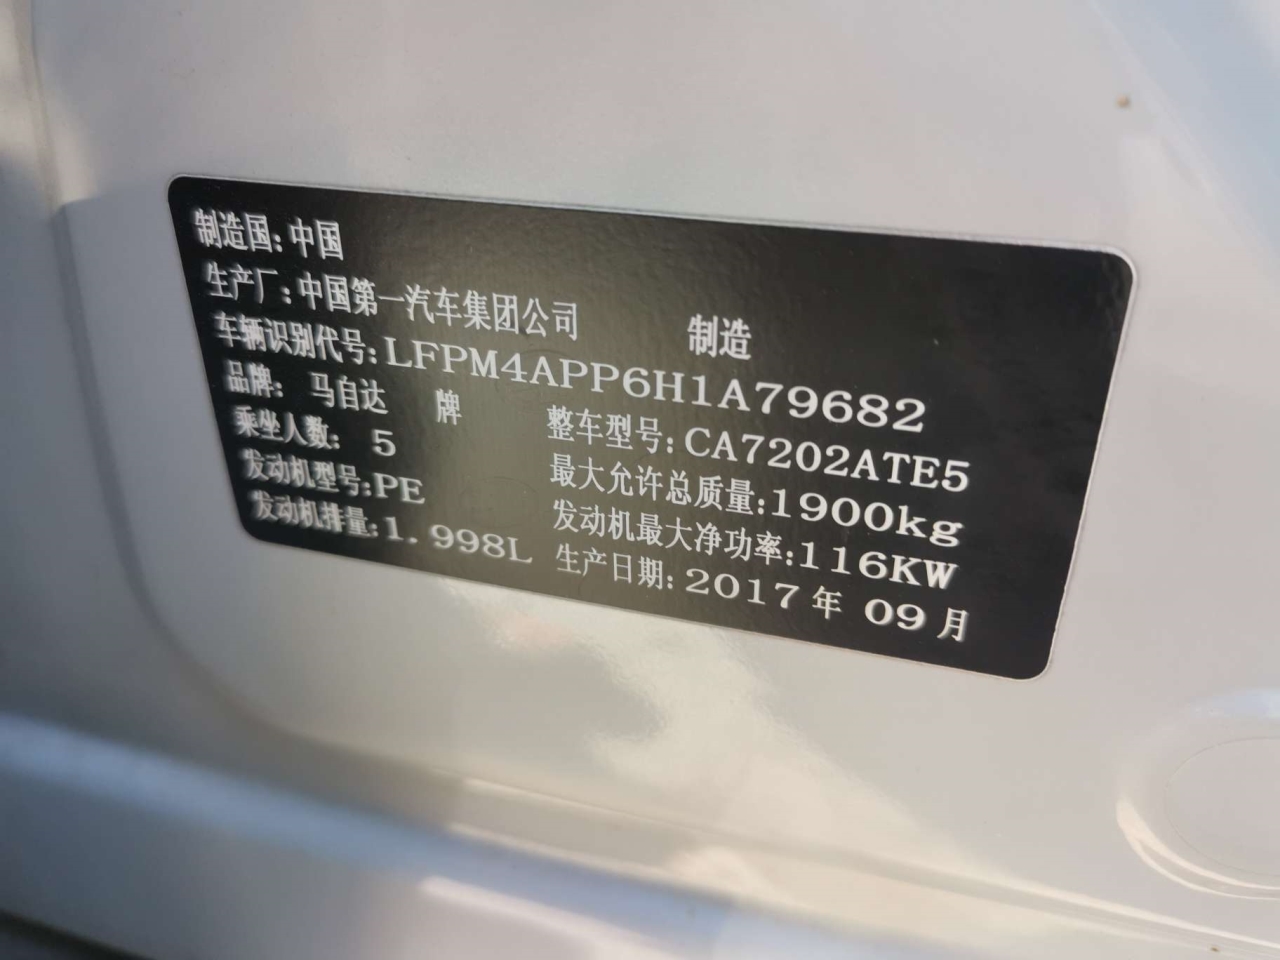 制造国:中国
生产厂:中国第一汽车集团公司 制造
车辆识别代号:LFPM4APP6H1A79682
品牌: 马自达 牌 整车型号:CA7202ATE5
乘坐人数: 5 最大允许总质量:1900kg
发动机型号:PE 发动机最大净功率:116KW
发动机排量:1.998L 生产日期:2017年 09月